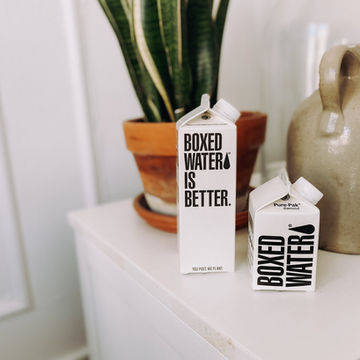 BOXED
WATER
IS
BETTER.
YOU POST. WE PLANT.
Pure-Pak
BOXED
WATER